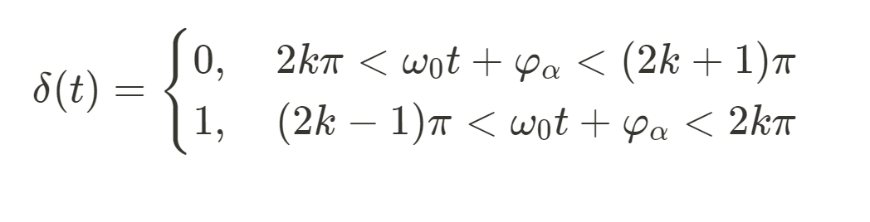 δ(t) = { 0, 2kπ < ω₀t + φ_α < (2k + 1)π
1, (2k − 1)π < ω₀t + φ_α < 2kπ